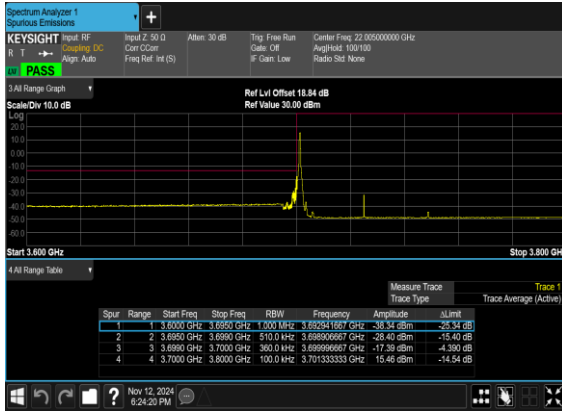 Spectrum Analyzer 1
Spurious Emissions
KEYSIGHT Input: RF Input Z: 50 Ω Atten: 30 dB Trig: Free Run Center Freq: 22.005000000 GHz
R T Coupling: DC Corr CCorr Gate: Off Avg|Hold: 100/100
Align: Auto Freq Ref: Int (S) IF Gain: Low Radio Std: None
PASS
3 All Range Graph
Ref Lvl Offset 18.84 dB
Scale/Div 10.0 dB Ref Value 30.00 dBm
Log
20.0
10.0
0.00
-10.0
-20.0
-30.0
-40.0
-50.0
-60.0
Start 3.600 GHz Stop 3.800 GHz
4 All Range Table
Measure Trace Trace 1
Trace Type Trace Average (Active)
Spur Range Start Freq Stop Freq RBW Frequency Amplitude ΔLimit
1 1 3.6000 GHz 3.6950 GHz 1.000 MHz 3.692941667 GHz -38.34 dBm -25.34 dB
2 2 3.6950 GHz 3.6990 GHz 510.0 kHz 3.698906667 GHz -28.40 dBm -15.40 dB
3 3 3.6990 GHz 3.7000 GHz 360.0 kHz 3.699996667 GHz -17.39 dBm -4.390 dB
4 4 3.7000 GHz 3.8000 GHz 100.0 kHz 3.701333333 GHz 15.46 dBm -14.54 dB
? Nov 12, 2024
6:24:20 PM